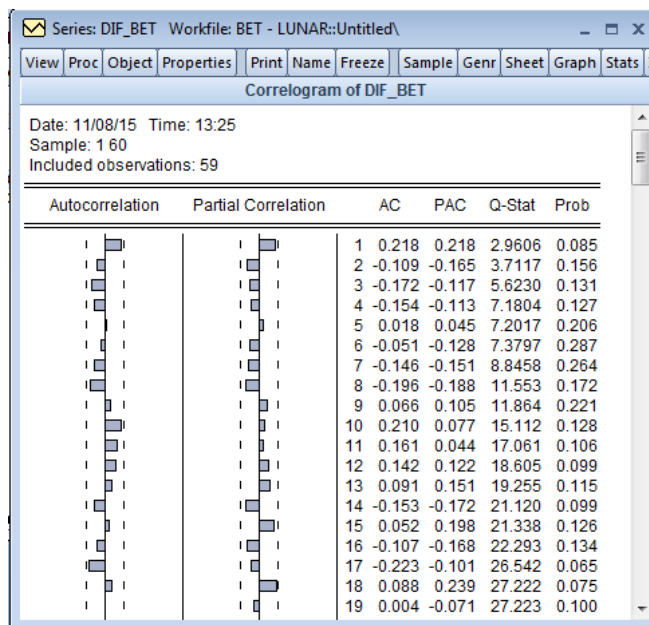 Series: DIF_BET Workfile: BET - LUNAR::Untitled\
View Proc Object Properties Print Name Freeze Sample Genr Sheet Graph Stats
Correlogram of DIF_BET
Date: 11/08/15 Time: 13:25
Sample: 1 60
Included observations: 59
Autocorrelation Partial Correlation AC PAC Q-Stat Prob
1 0.218 0.218 2.9606 0.085
2 -0.109 -0.165 3.7117 0.156
3 -0.172 -0.117 5.6230 0.131
4 -0.154 -0.113 7.1804 0.127
5 0.018 0.045 7.2017 0.206
6 -0.051 -0.128 7.3797 0.287
7 -0.146 -0.151 8.8458 0.264
8 -0.196 -0.188 11.553 0.172
9 0.066 0.105 11.864 0.221
10 0.210 0.077 15.112 0.128
11 0.161 0.044 17.061 0.106
12 0.142 0.122 18.605 0.099
13 0.091 0.151 19.255 0.115
14 -0.153 -0.172 21.120 0.099
15 0.052 0.198 21.338 0.126
16 -0.107 -0.168 22.293 0.134
17 -0.223 -0.101 26.542 0.065
18 0.088 0.239 27.222 0.075
19 0.004 -0.071 27.223 0.100